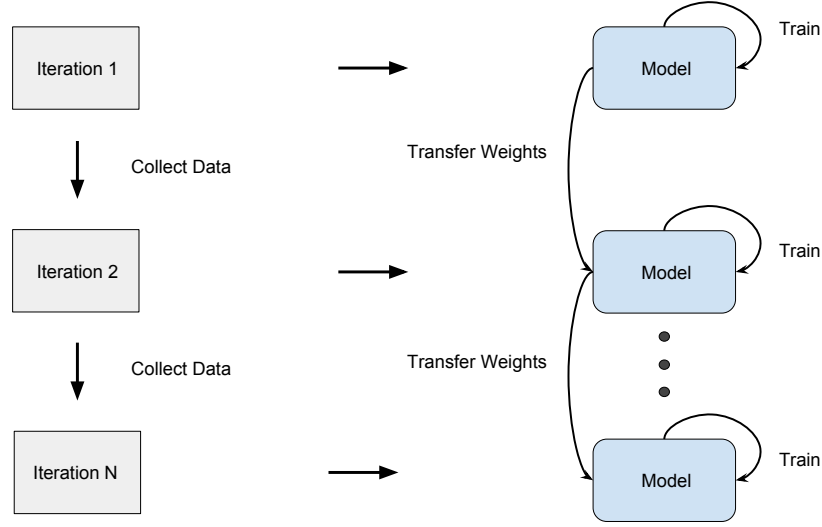 Train
Iteration 1
Model
Transfer Weights
Collect Data
Train
Iteration 2
Model
Transfer Weights
Collect Data
Train
Iteration N
Model